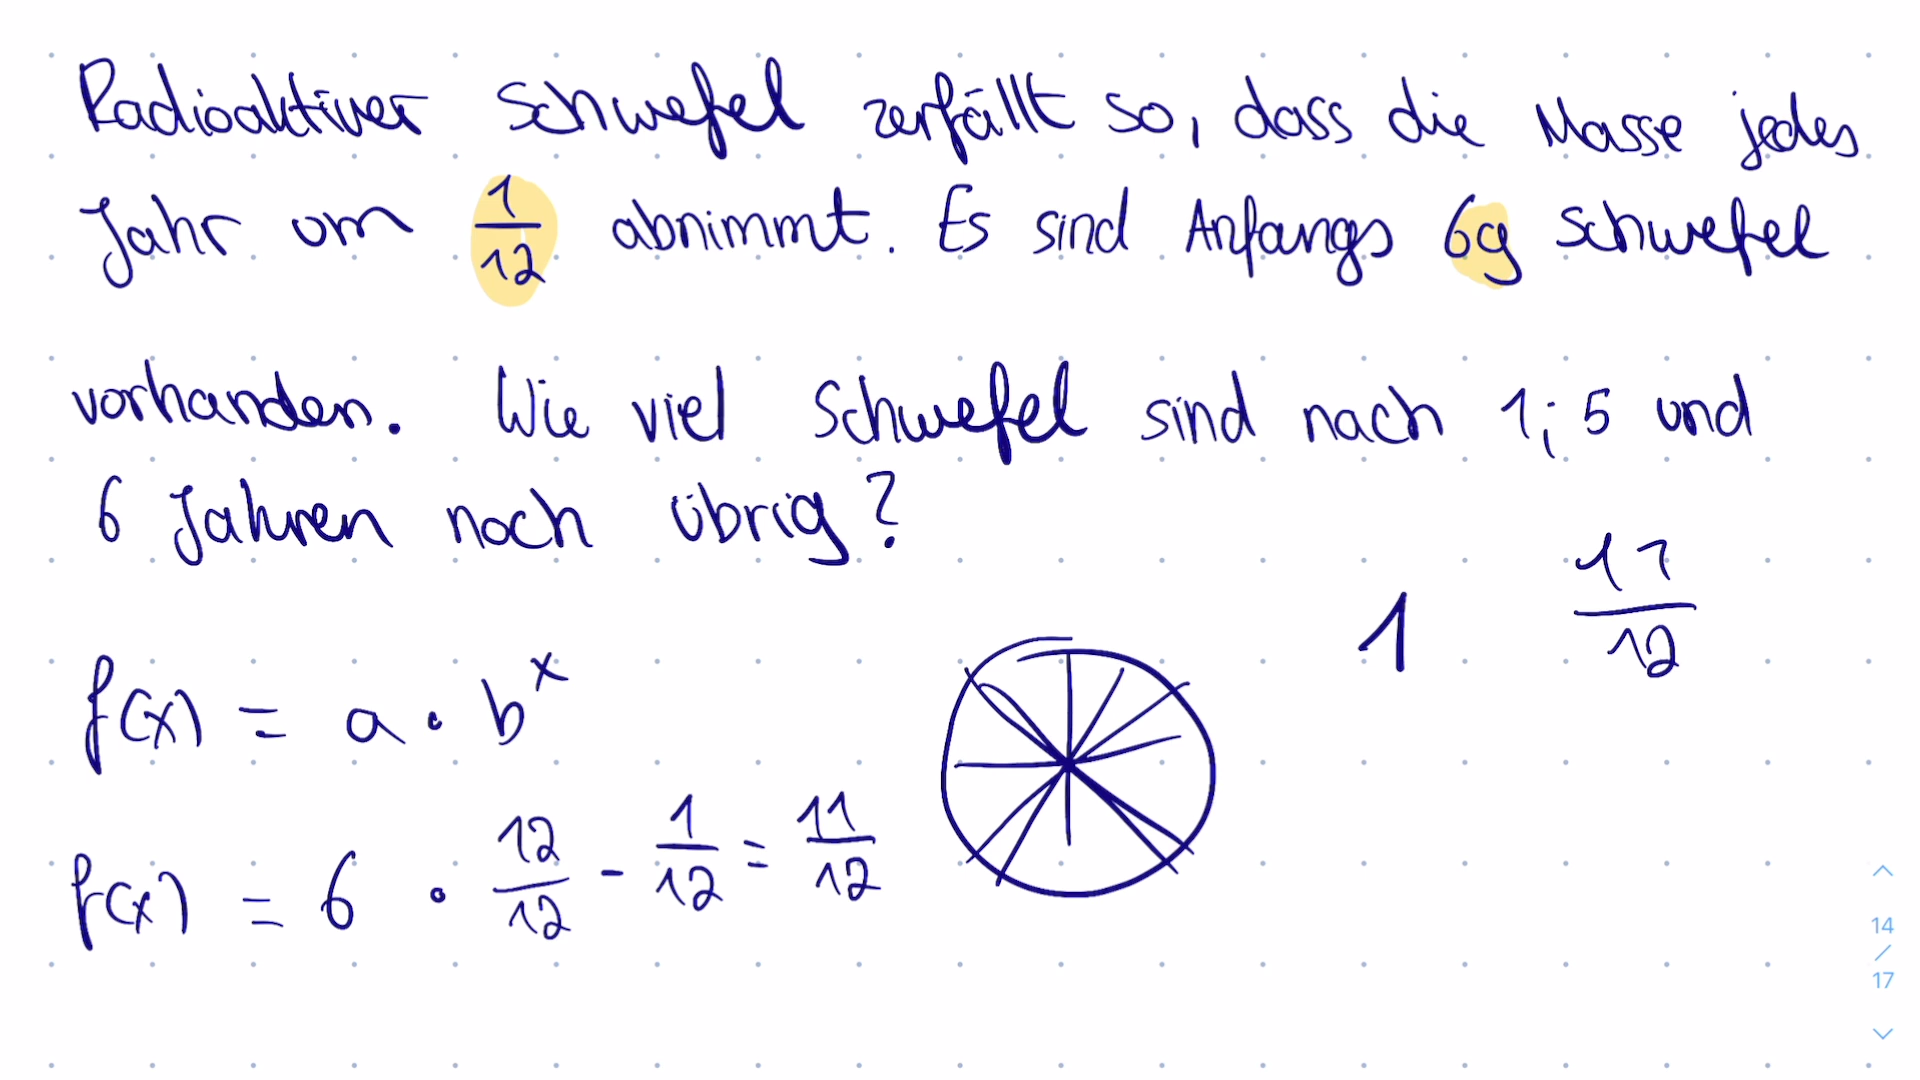 Radioaktiver Schwefel zerfällt so, dass die Masse jedes
Jahr um 1/12 abnimmt. Es sind Anfangs 6g Schwefel
vorhanden. Wie viel Schwefel sind nach 1; 5 und
6 Jahren noch übrig?
1 11/12
f(x) = a · b^x
f(x) = 6 · 12/12 - 1/12 = 11/12
14
/
17